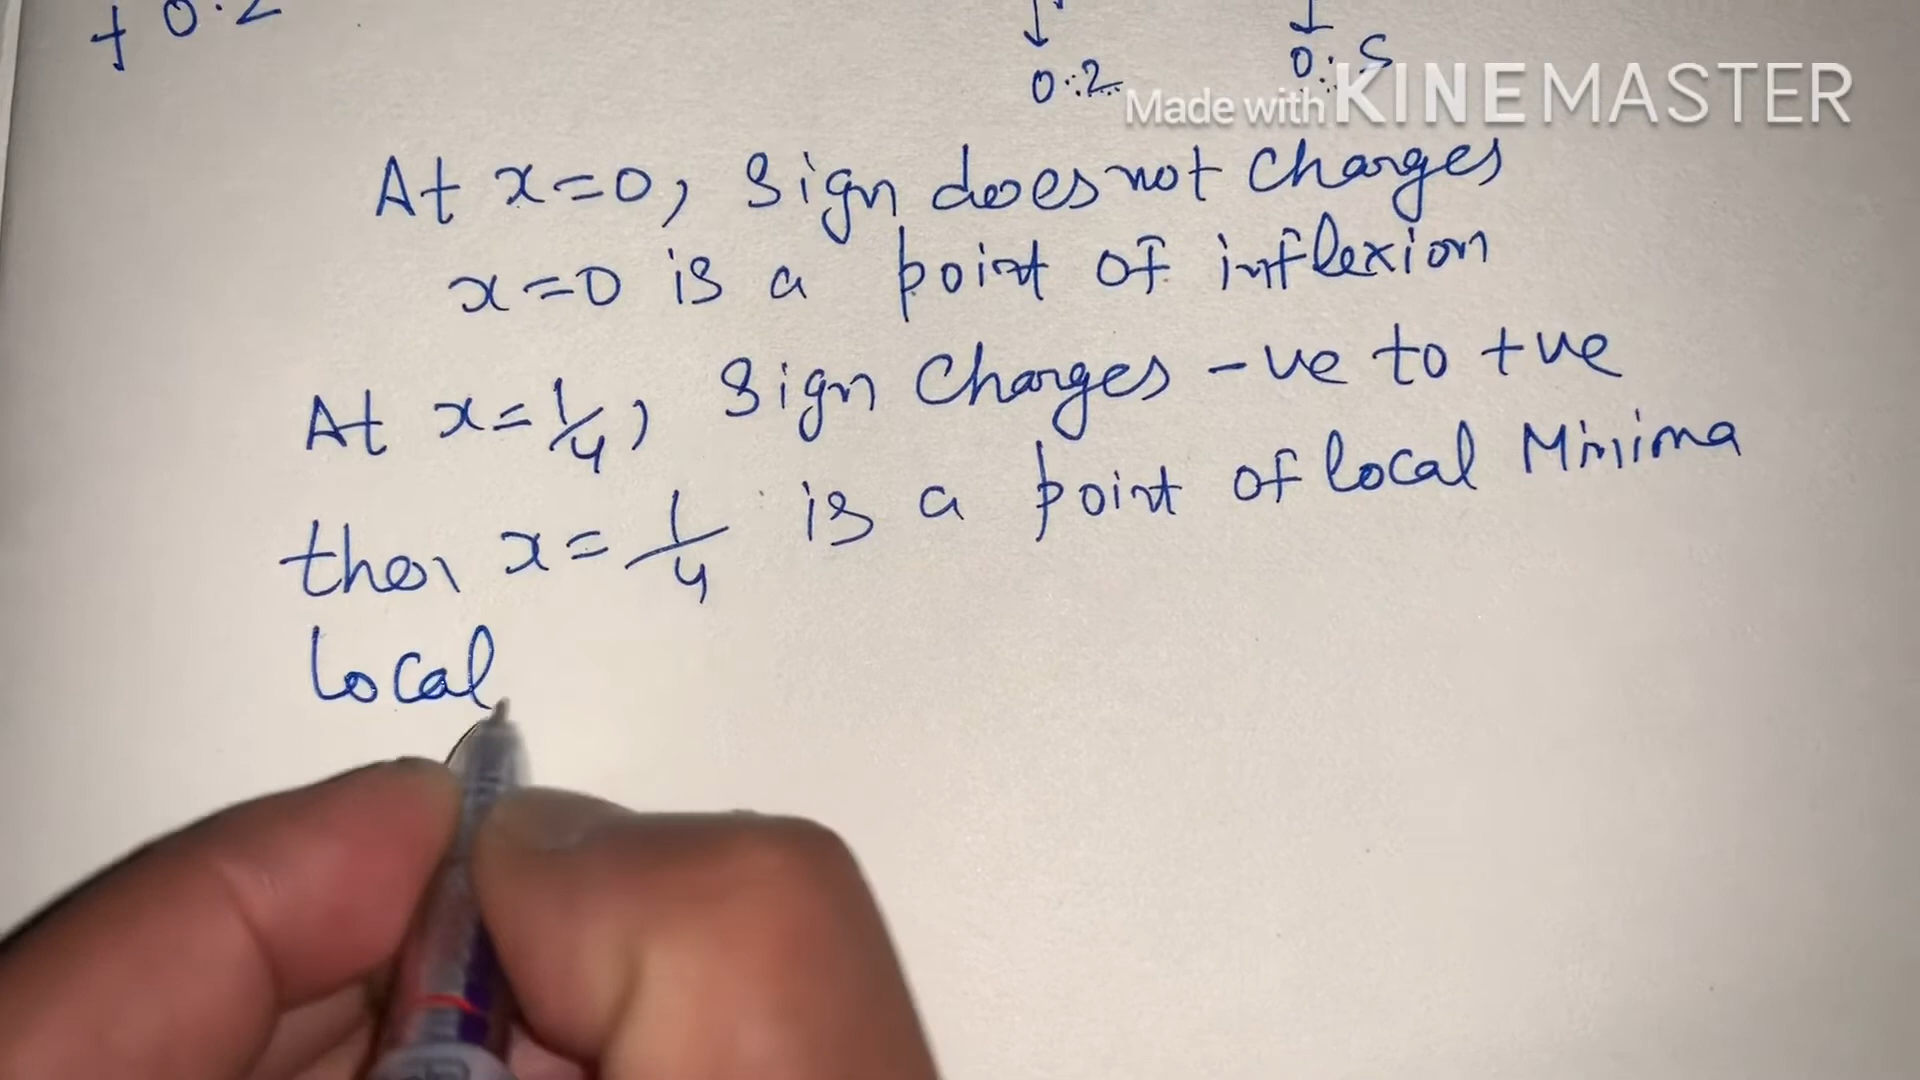 + 0.2
0.2
0.5
Made with KINEMASTER
At x=0, Sign does not Changes
x=0 is a point of inflexion
At x=1/4, Sign Changes -ve to +ve
then x=1/4 is a point of local Minima
Local